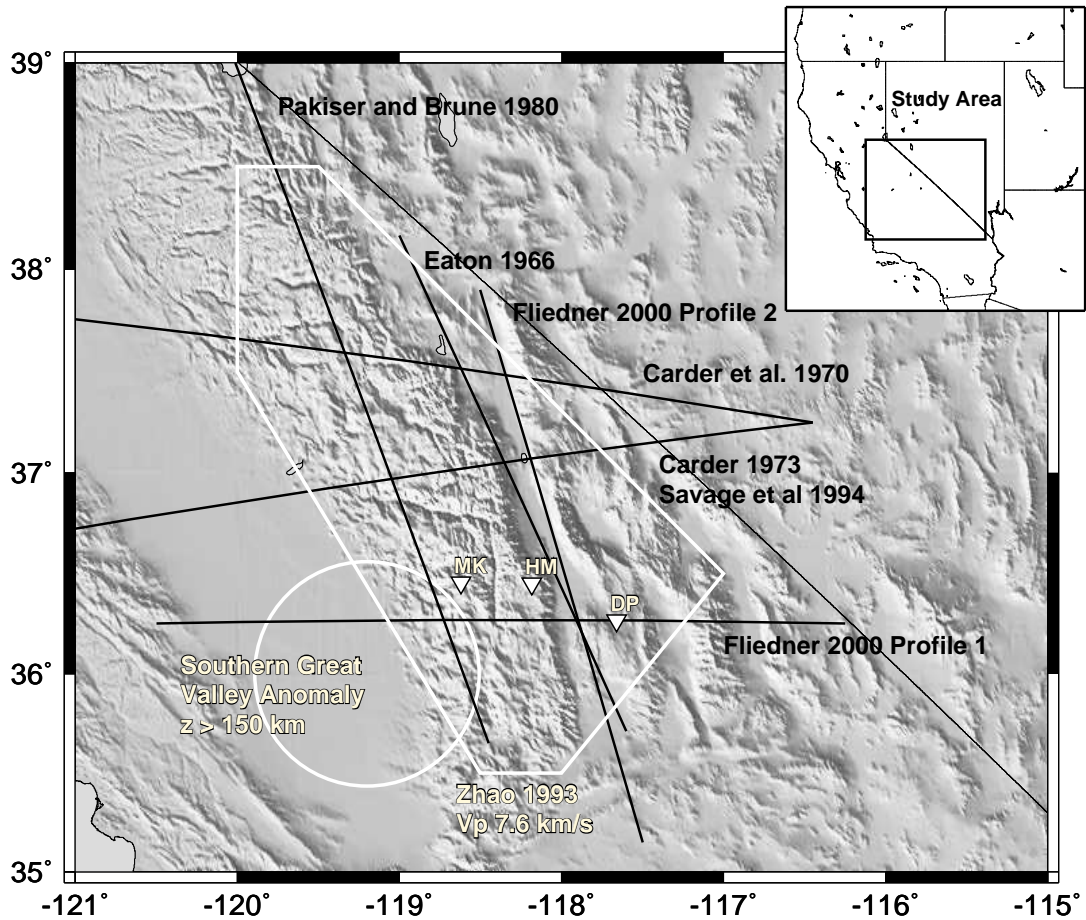 Study Area
39°
Pakiser and Brune 1980
38°
Eaton 1966
Fliedner 2000 Profile 2
Carder et al. 1970
37°
Carder 1973
Savage et al 1994
MK
HM
DP
Fliedner 2000 Profile 1
36°
Southern Great
Valley Anomaly
z > 150 km
Zhao 1993
Vp 7.6 km/s
35°
-121° -120° -119° -118° -117° -116° -115°